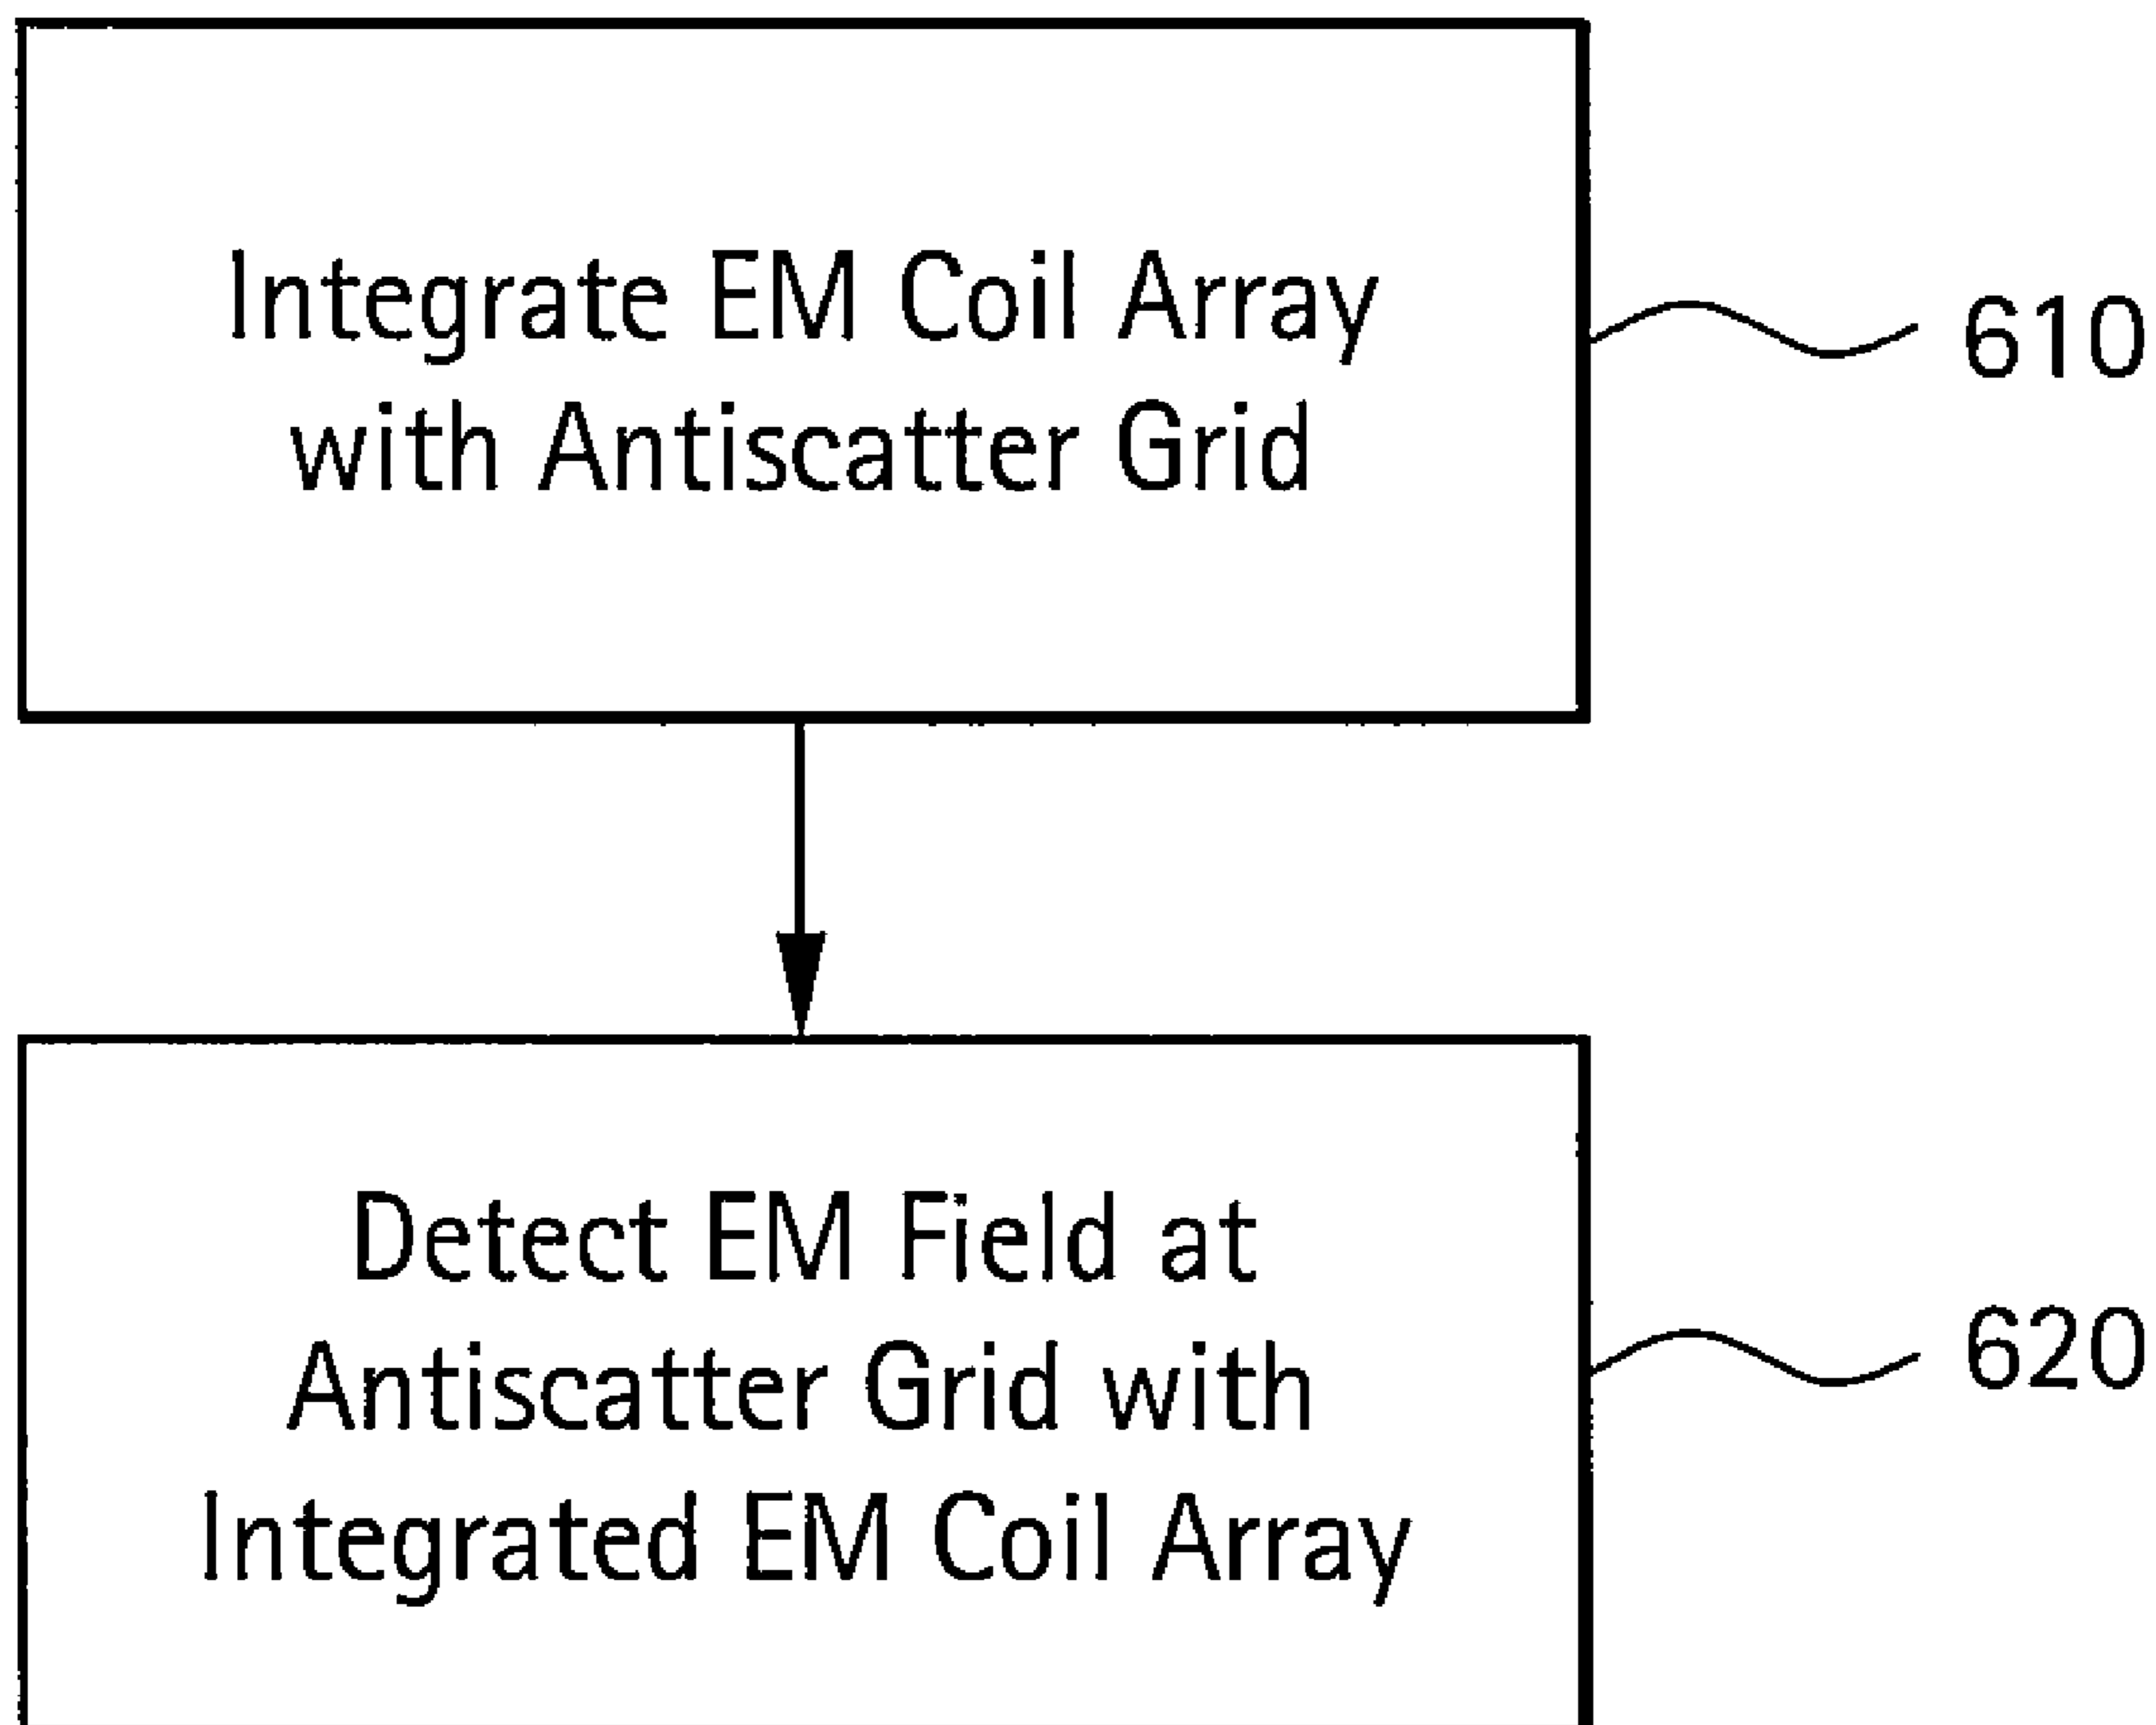 Integrate EM Coil Array
with Antiscatter Grid
610
Detect EM Field at
Antiscatter Grid with
Integrated EM Coil Array
620